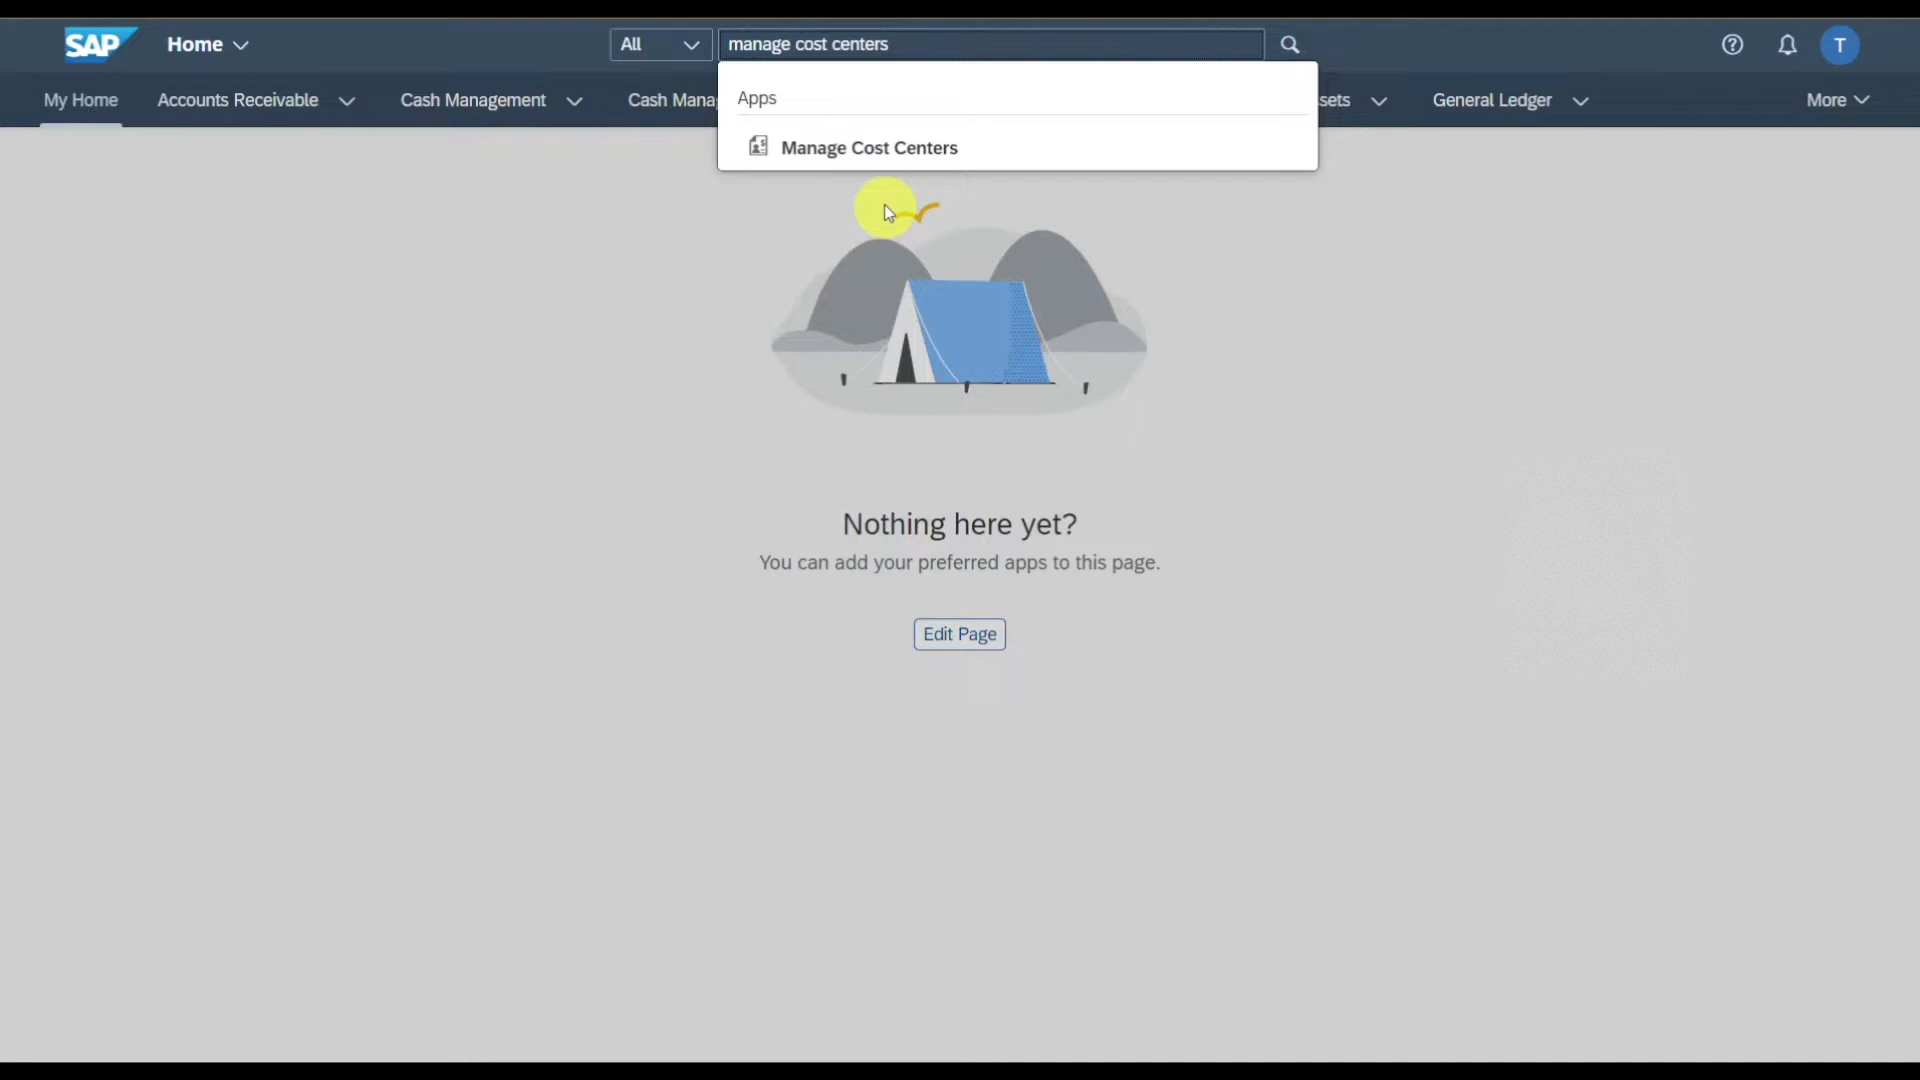 SAP Home All manage cost centers T
My Home Accounts Receivable Cash Management Cash Mana ssets General Ledger More
Apps
Manage Cost Centers
Nothing here yet?
You can add your preferred apps to this page.
Edit Page